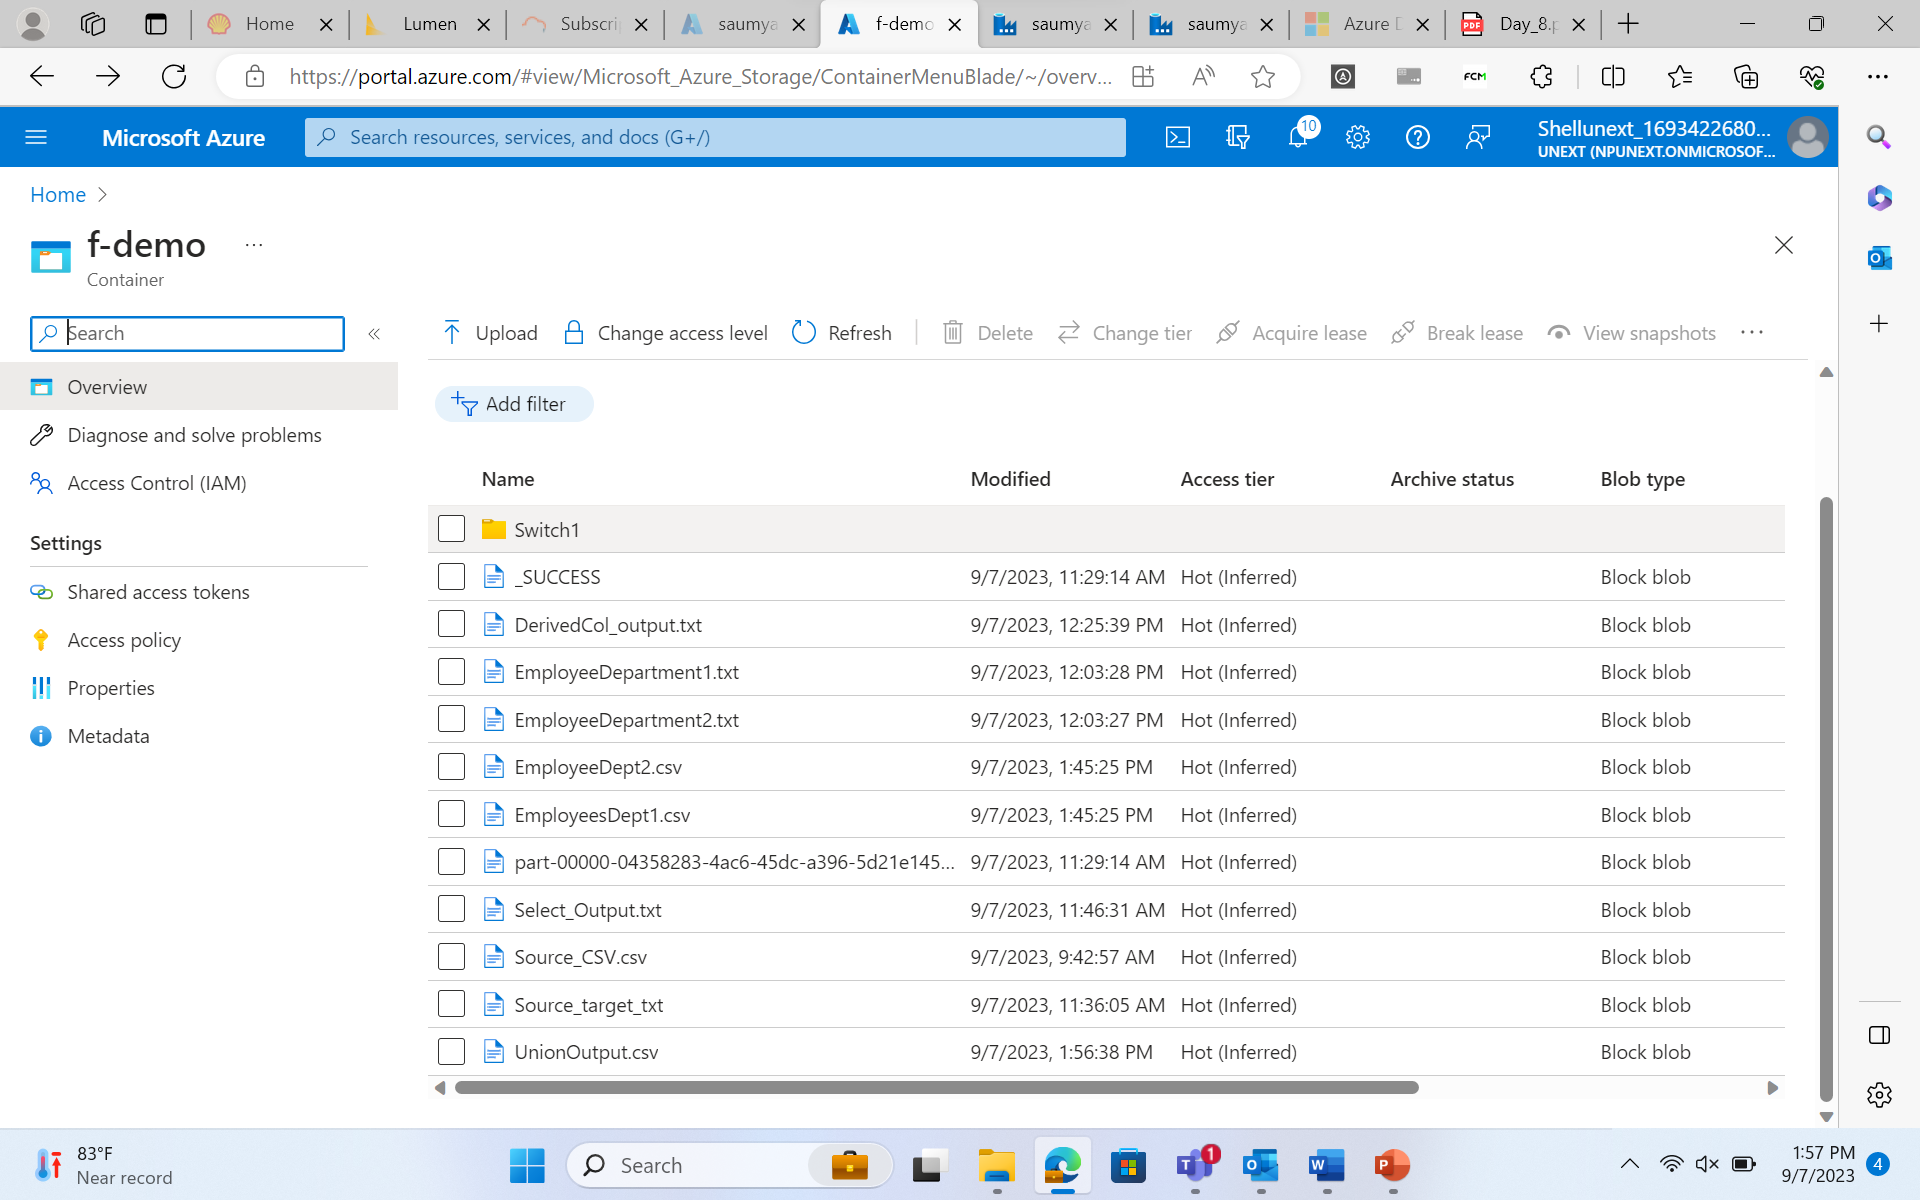 Home
Lumen
Subscri
saumya
f-demo
saumya
saumya
Azure D
PDF
Day_8.p
https://portal.azure.com/#view/Microsoft_Azure_Storage/ContainerMenuBlade/~/overv...
FCM
Microsoft Azure
Search resources, services, and docs (G+/)
10
Shellunext_1693422680...
UNEXT (NPUNEXT.ONMICROSOF...
Home
f-demo
...
Container
Search
Upload
Change access level
Refresh
Delete
Change tier
Acquire lease
Break lease
View snapshots
...
Overview
Diagnose and solve problems
Access Control (IAM)
Settings
Shared access tokens
Access policy
Properties
Metadata
Add filter
Name Modified Access tier Archive status Blob type
Switch1
_SUCCESS 9/7/2023, 11:29:14 AM Hot (Inferred) Block blob
DerivedCol_output.txt 9/7/2023, 12:25:39 PM Hot (Inferred) Block blob
EmployeeDepartment1.txt 9/7/2023, 12:03:28 PM Hot (Inferred) Block blob
EmployeeDepartment2.txt 9/7/2023, 12:03:27 PM Hot (Inferred) Block blob
EmployeeDept2.csv 9/7/2023, 1:45:25 PM Hot (Inferred) Block blob
EmployeesDept1.csv 9/7/2023, 1:45:25 PM Hot (Inferred) Block blob
part-00000-04358283-4ac6-45dc-a396-5d21e145... 9/7/2023, 11:29:14 AM Hot (Inferred) Block blob
Select_Output.txt 9/7/2023, 11:46:31 AM Hot (Inferred) Block blob
Source_CSV.csv 9/7/2023, 9:42:57 AM Hot (Inferred) Block blob
Source_target_txt 9/7/2023, 11:36:05 AM Hot (Inferred) Block blob
UnionOutput.csv 9/7/2023, 1:56:38 PM Hot (Inferred) Block blob
83°F
Near record
Search
1
1:57 PM
9/7/2023
4